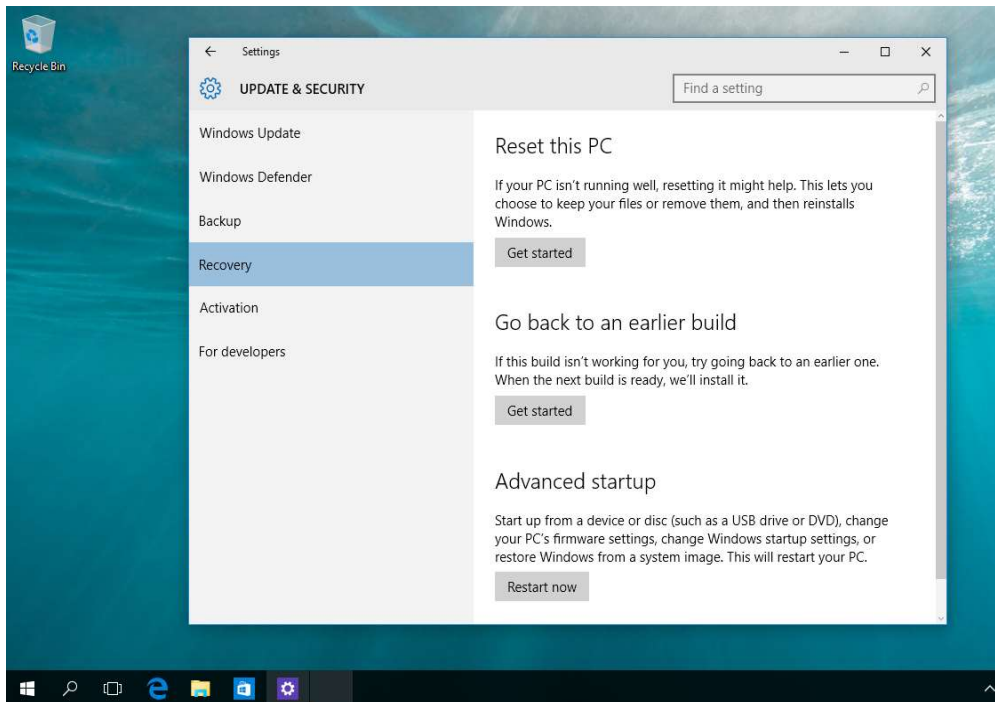 Recycle Bin
Settings
UPDATE & SECURITY
Find a setting
Windows Update
Windows Defender
Backup
Recovery
Activation
For developers
Reset this PC
If your PC isn't running well, resetting it might help. This lets you
choose to keep your files or remove them, and then reinstalls
Windows.
Get started
Go back to an earlier build
If this build isn't working for you, try going back to an earlier one.
When the next build is ready, we'll install it.
Get started
Advanced startup
Start up from a device or disc (such as a USB drive or DVD), change
your PC's firmware settings, change Windows startup settings, or
restore Windows from a system image. This will restart your PC.
Restart now